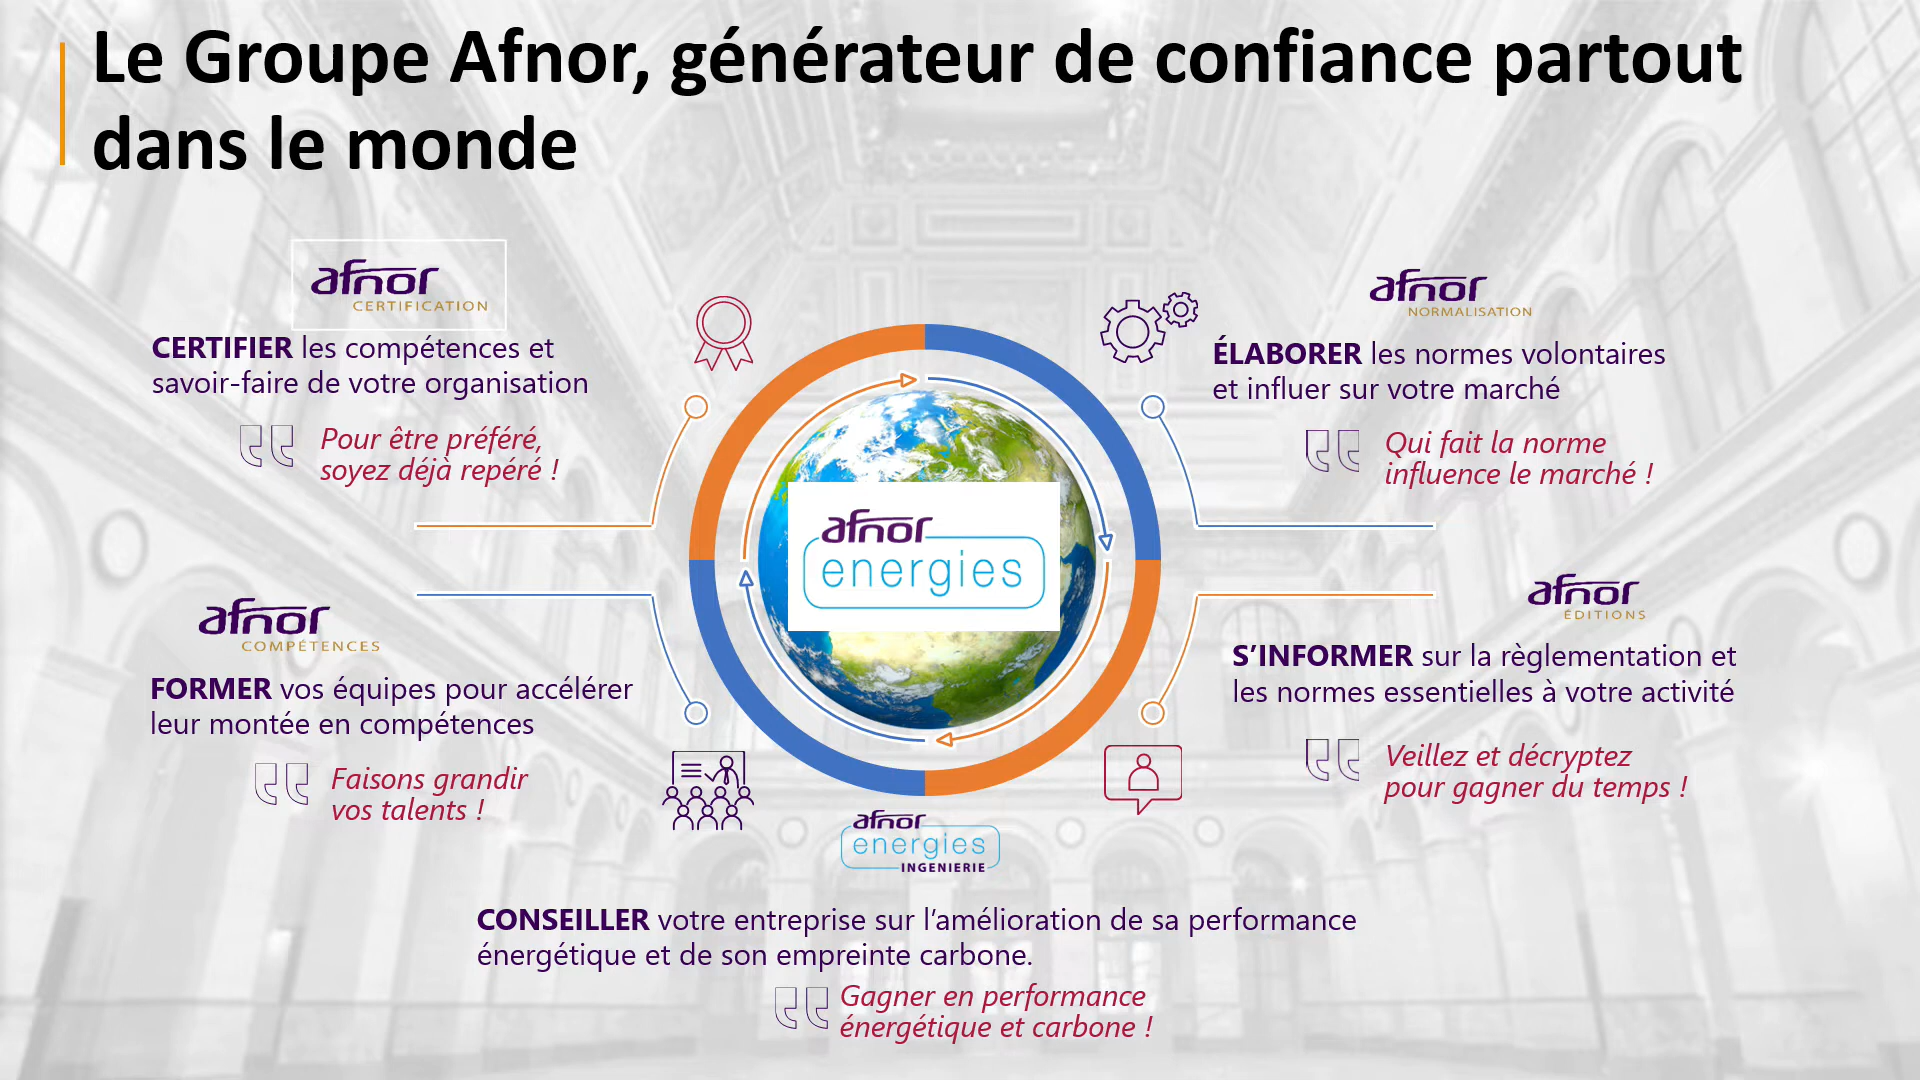 Le Groupe Afnor, générateur de confiance partout
dans le monde
afnor
CERTIFICATION
CERTIFIER les compétences et
savoir-faire de votre organisation
Pour être préféré,
soyez déjà repéré !
afnor
NORMALISATION
ÉLABORER les normes volontaires
et influer sur votre marché
Qui fait la norme
influence le marché !
afnor
energies
afnor
COMPÉTENCES
FORMER vos équipes pour accélérer
leur montée en compétences
Faisons grandir
vos talents !
afnor
ÉDITIONS
S’INFORMER sur la règlementation et
les normes essentielles à votre activité
Veillez et décryptez
pour gagner du temps !
afnor
energies
INGENIERIE
CONSEILLER votre entreprise sur l’amélioration de sa performance
énergétique et de son empreinte carbone.
Gagner en performance
énergétique et carbone !